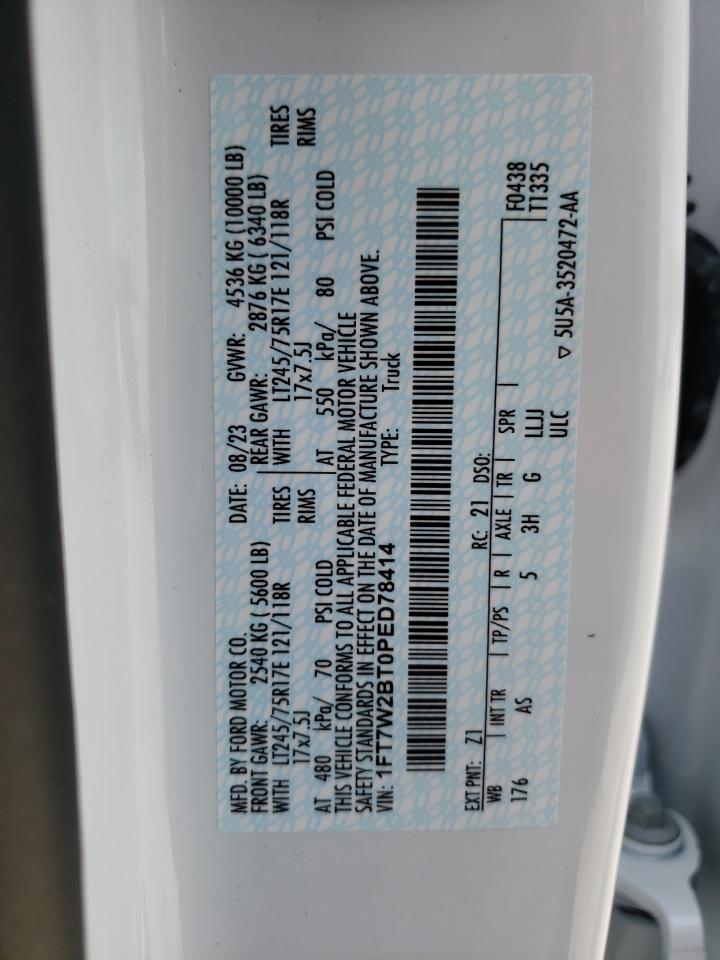 MFD. BY FORD MOTOR CO.
DATE: 08/23 GVWR: 4536 KG (10000 LB)
FRONT GAWR: 2540 KG ( 5600 LB) REAR GAWR: 2876 KG ( 6340 LB)
WITH LT245/75R17E 121/118R TIRES WITH LT245/75R17E 121/118R TIRES
17x7.5J RIMS 17x7.5J RIMS
AT 480 kPa/ 70 PSI COLD AT 550 kPa/ 80 PSI COLD
THIS VEHICLE CONFORMS TO ALL APPLICABLE FEDERAL MOTOR VEHICLE
SAFETY STANDARDS IN EFFECT ON THE DATE OF MANUFACTURE SHOWN ABOVE.
VIN: 1FT7W2BT0PED78414 TYPE: Truck
EXT PNT: Z1 RC: 21 DSO: F0438
WB INT TR TP/PS R AXLE TR SPR T1335
176 AS 5 3H G LLJJ
ULC ▽ 5U5A-3520472-AA